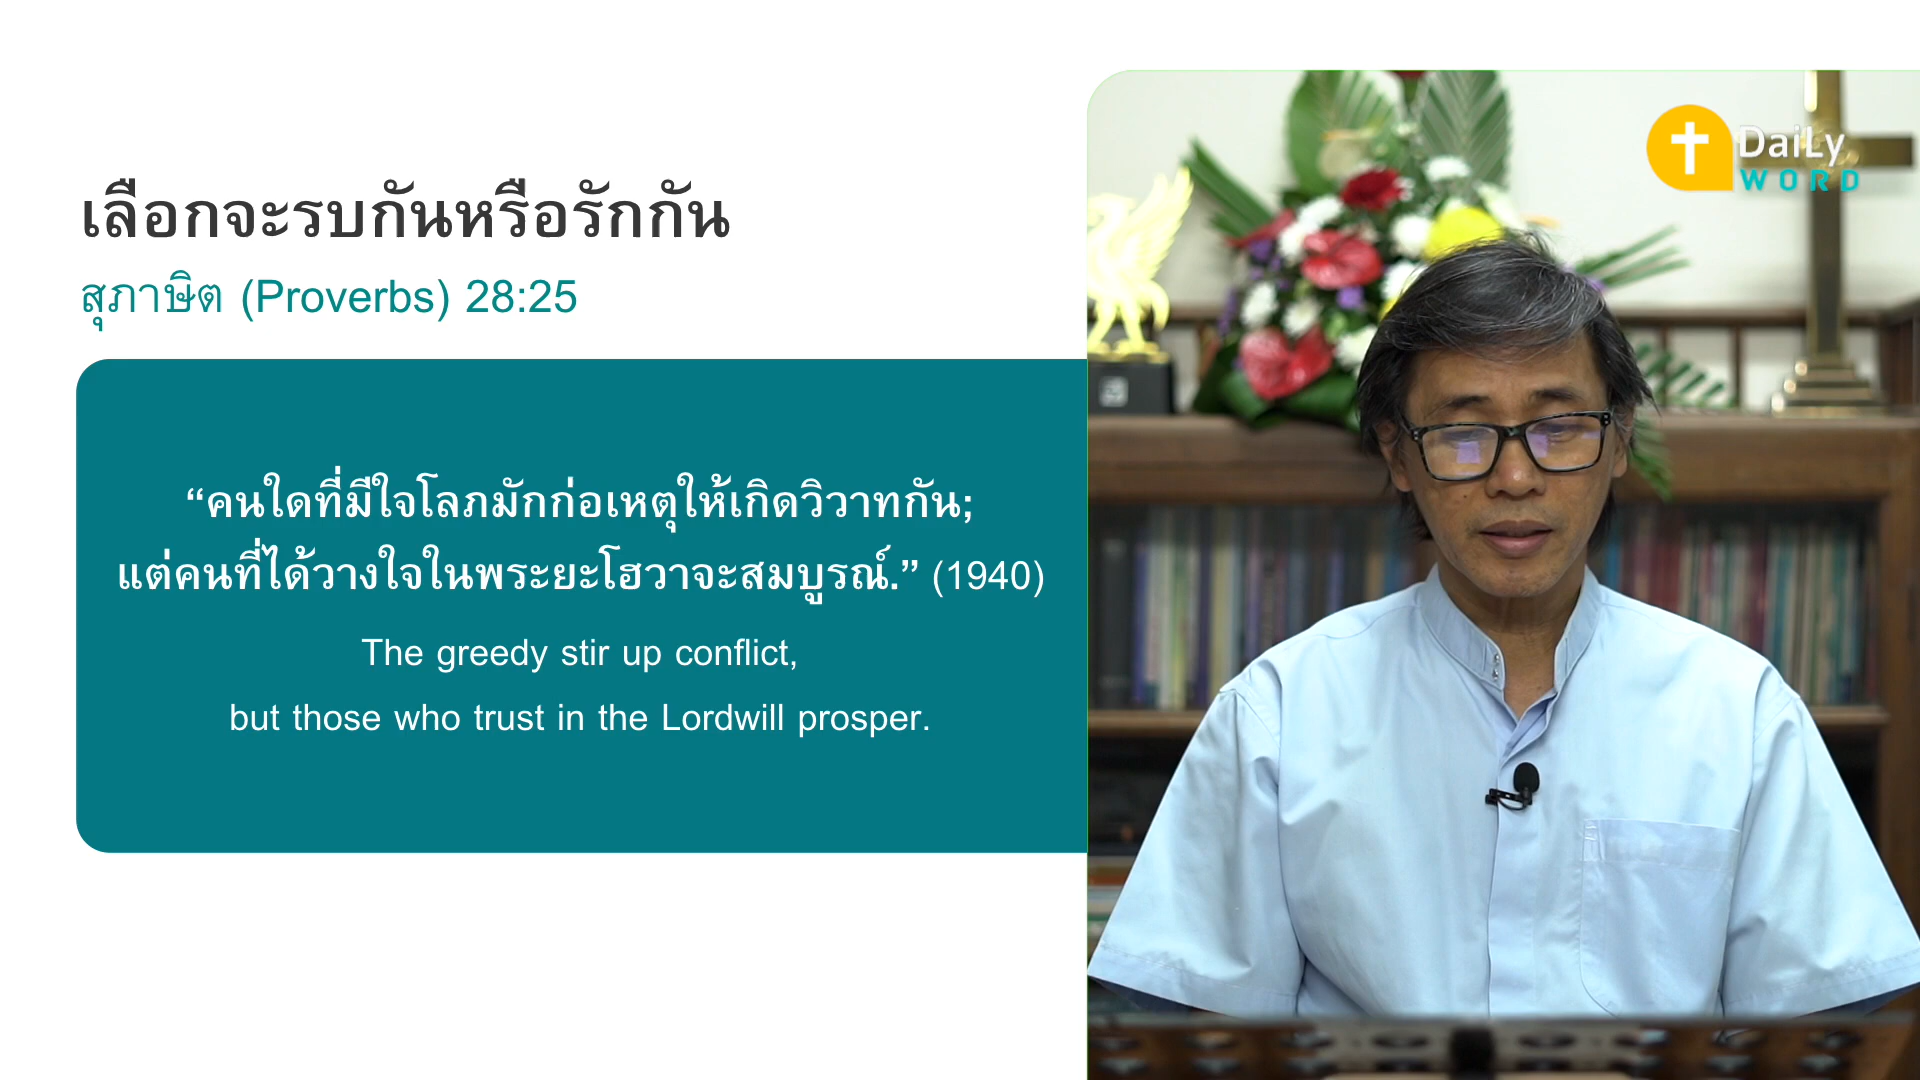 เลือกจะรบกันหรือรักกัน
สุภาษิต (Proverbs) 28:25
“คนใดที่มีใจโลภมักก่อเหตุให้เกิดวิวาทกัน;
แต่คนที่ได้วางใจในพระยะโฮวาจะสมบูรณ์.” (1940)
The greedy stir up conflict,
but those who trust in the Lordwill prosper.
DaiLy
WORD